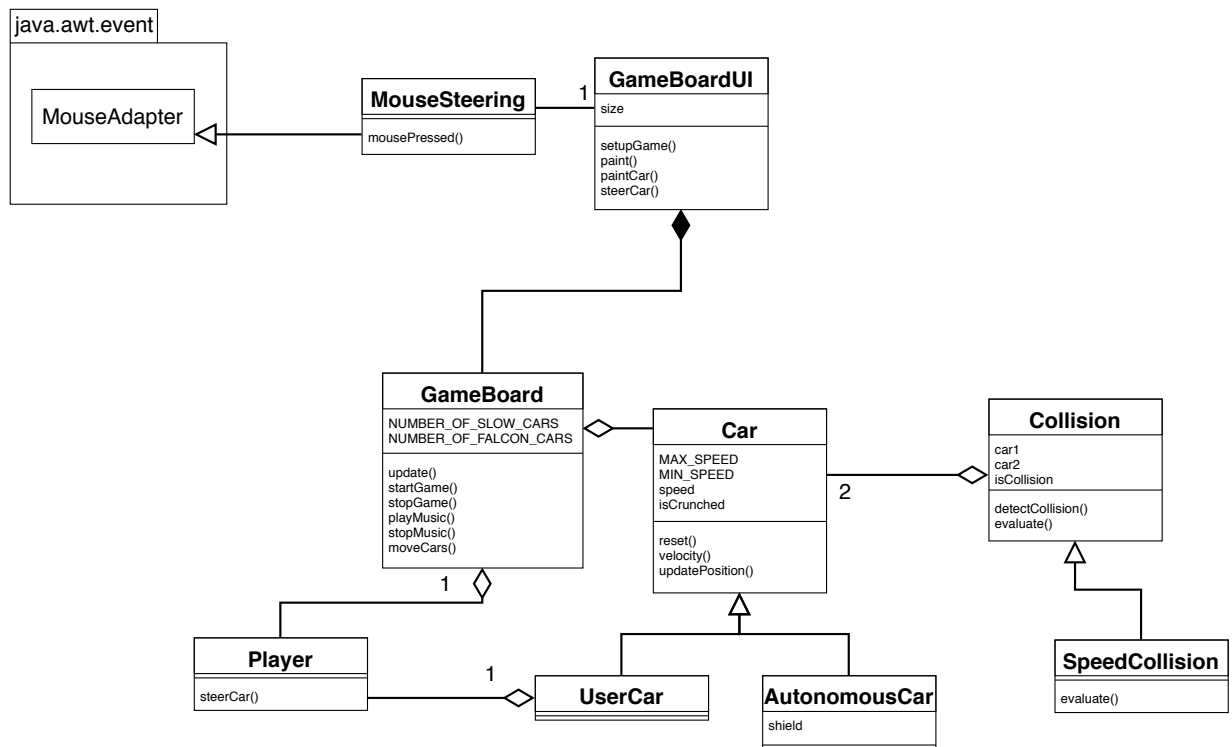 java.awt.event
MouseAdapter
MouseSteering
mousePressed()
1
GameBoardUI
size
setupGame()
paint()
paintCar()
steerCar()
GameBoard
NUMBER_OF_SLOW_CARS
NUMBER_OF_FALCON_CARS
update()
startGame()
stopGame()
playMusic()
stopMusic()
moveCars()
Car
MAX_SPEED
MIN_SPEED
speed
isCrunched
reset()
velocity()
updatePosition()
2
Collision
car1
car2
isCollision
detectCollision()
evaluate()
1
Player
steerCar()
1
UserCar
AutonomousCar
shield
SpeedCollision
evaluate()